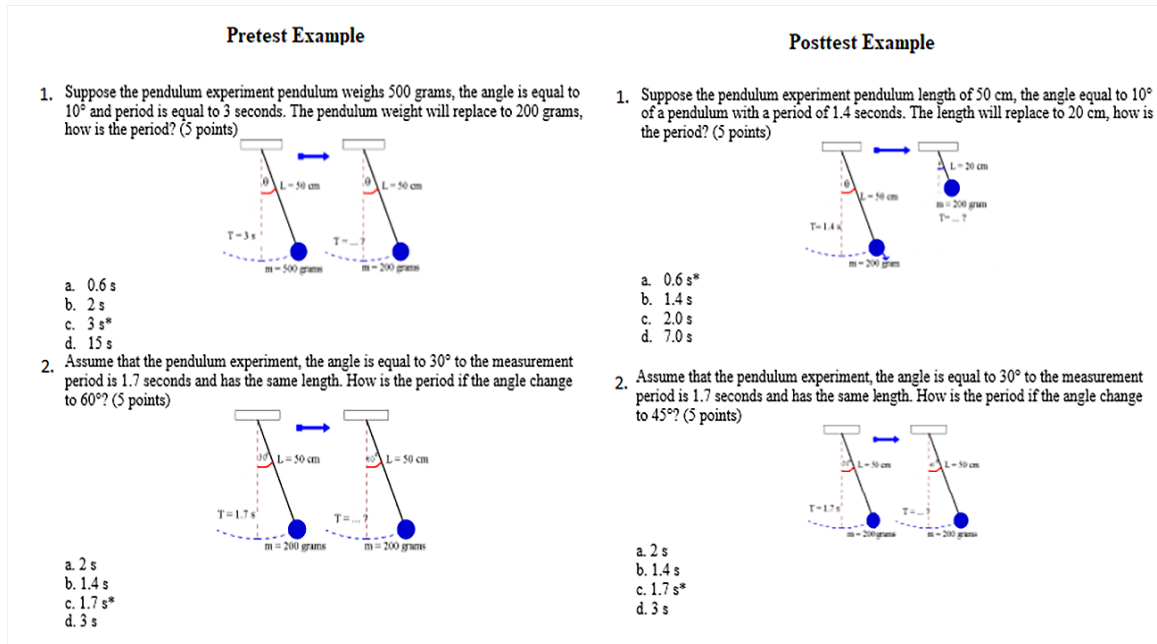 Pretest Example
1. Suppose the pendulum experiment pendulum weighs 500 grams, the angle is equal to
10° and period is equal to 3 seconds. The pendulum weight will replace to 200 grams,
how is the period? (5 points)
θ
L=50 cm
θ
L=50 cm
T=3 s
T=...?
m=500 grams
m=200 grams
a. 0.6 s
b. 2 s
c. 3 s*
d. 15 s
2. Assume that the pendulum experiment, the angle is equal to 30° to the measurement
period is 1.7 seconds and has the same length. How is the period if the angle change
to 60°? (5 points)
L= 50 cm
L= 50 cm
T=1.7 s
T=...?
m= 200 grams
m= 200 grams
a. 2 s
b. 1.4 s
c. 1.7 s*
d. 3 s
Posttest Example
1. Suppose the pendulum experiment pendulum length of 50 cm, the angle equal to 10°
of a pendulum with a period of 1.4 seconds. The length will replace to 20 cm, how is
the period? (5 points)
L=20 cm
θ
L=50 cm
m=200 gram
T=...?
T=1.4 s
m=200 gram
a. 0.6 s*
b. 1.4 s
c. 2.0 s
d. 7.0 s
2. Assume that the pendulum experiment, the angle is equal to 30° to the measurement
period is 1.7 seconds and has the same length. How is the period if the angle change
to 45°? (5 points)
L=50 cm
L=50 cm
T=1.7 s
T=...?
m=200 grams
m=200 grams
a. 2 s
b. 1.4 s
c. 1.7 s*
d. 3 s